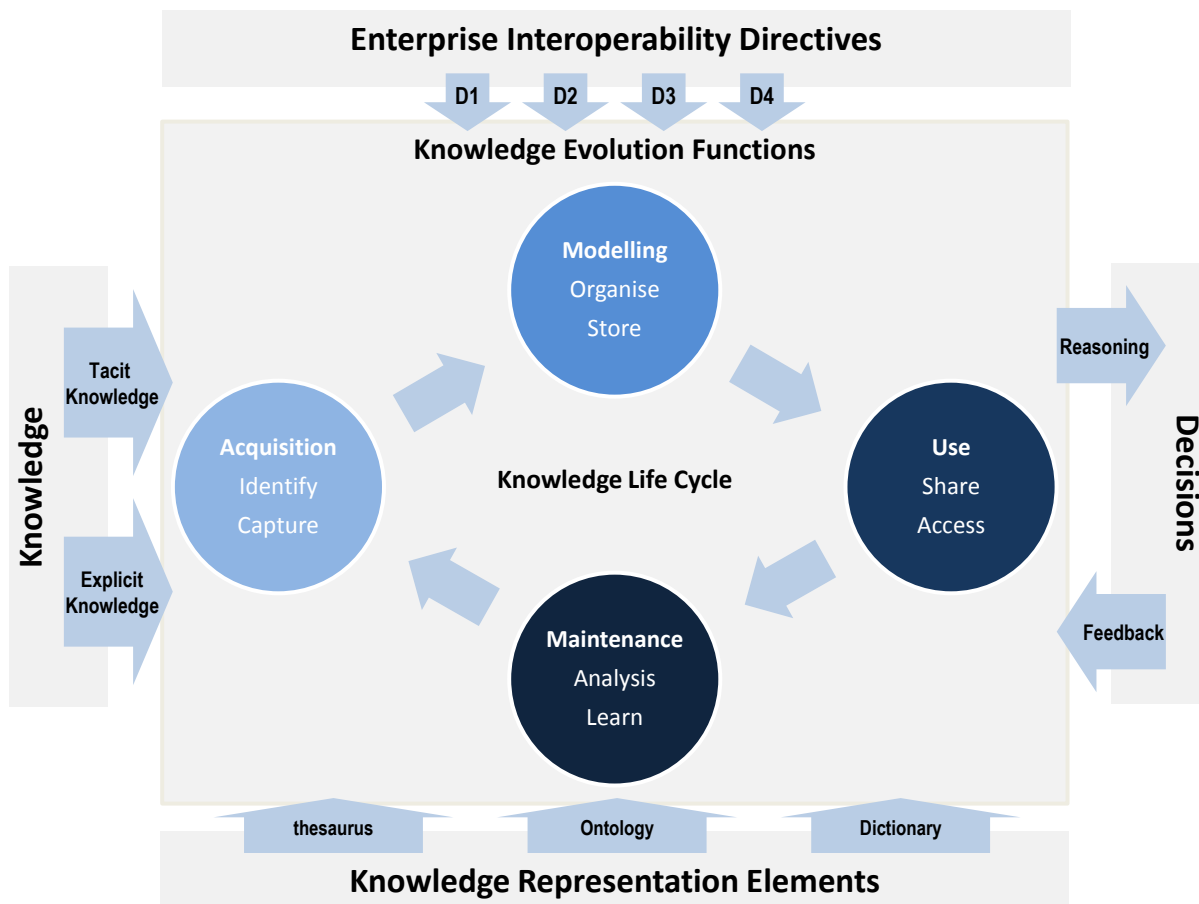 Enterprise Interoperability Directives
D1 D2 D3 D4
Knowledge Evolution Functions
Modelling
Organise
Store
Knowledge
Tacit
Knowledge
Explicit
Knowledge
Acquisition
Identify
Capture
Knowledge Life Cycle
Use
Share
Access
Reasoning
Decisions
Feedback
Maintenance
Analysis
Learn
thesaurus
Ontology
Dictionary
Knowledge Representation Elements